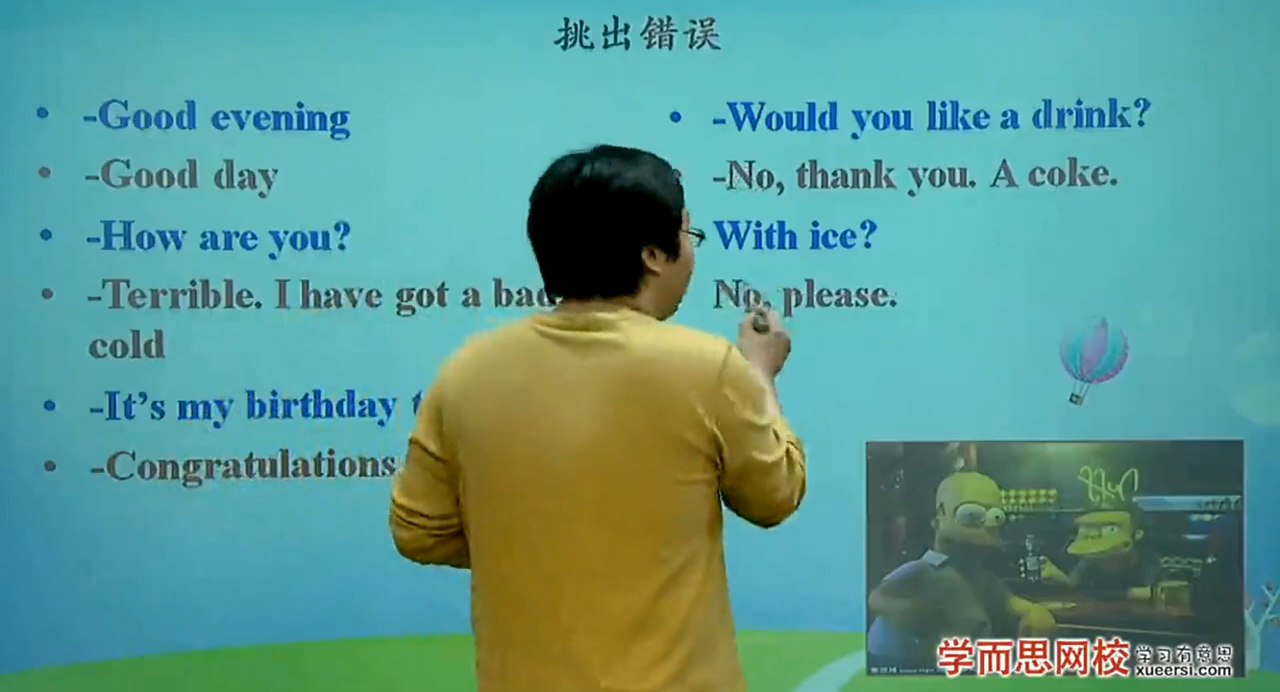 挑出错误
-Good evening
-Good day
-How are you?
-Terrible. I have got a bad
cold
-It's my birthday
-Congratulations
-Would you like a drink?
-No, thank you. A coke.
With ice?
No, please.
学而思网校 学习有意思
xueersi.com